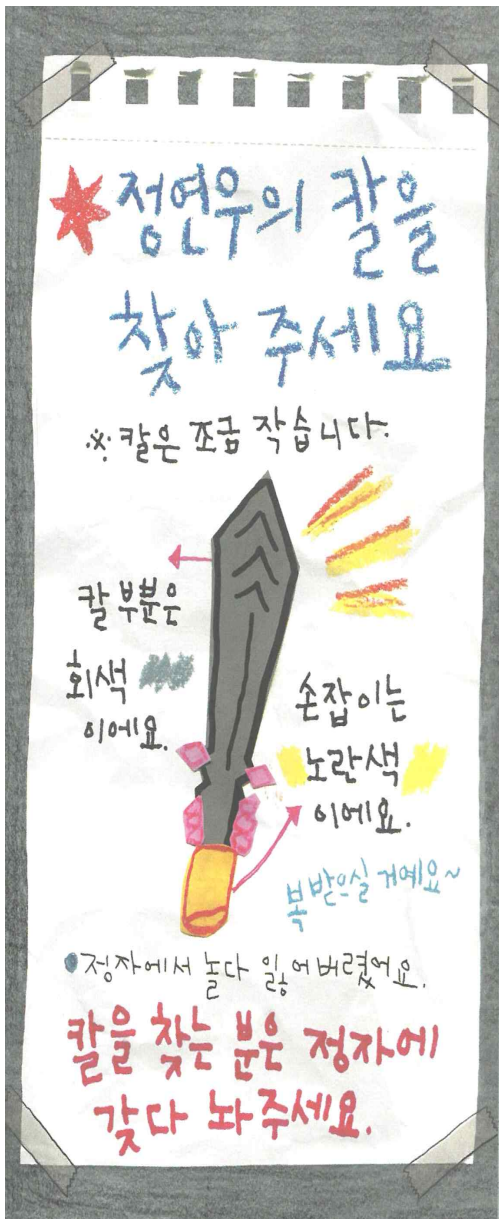 정연우의 칼을
찾아 주세요
※ 칼은 조금 작습니다.
칼 부분은
회색
이에요.
손잡이는
노란색
이에요.
복 받으실 거예요~
정자에서 놀다 잃어버렸어요.
칼을 찾는 분은 정자에
갖다 놔주세요.